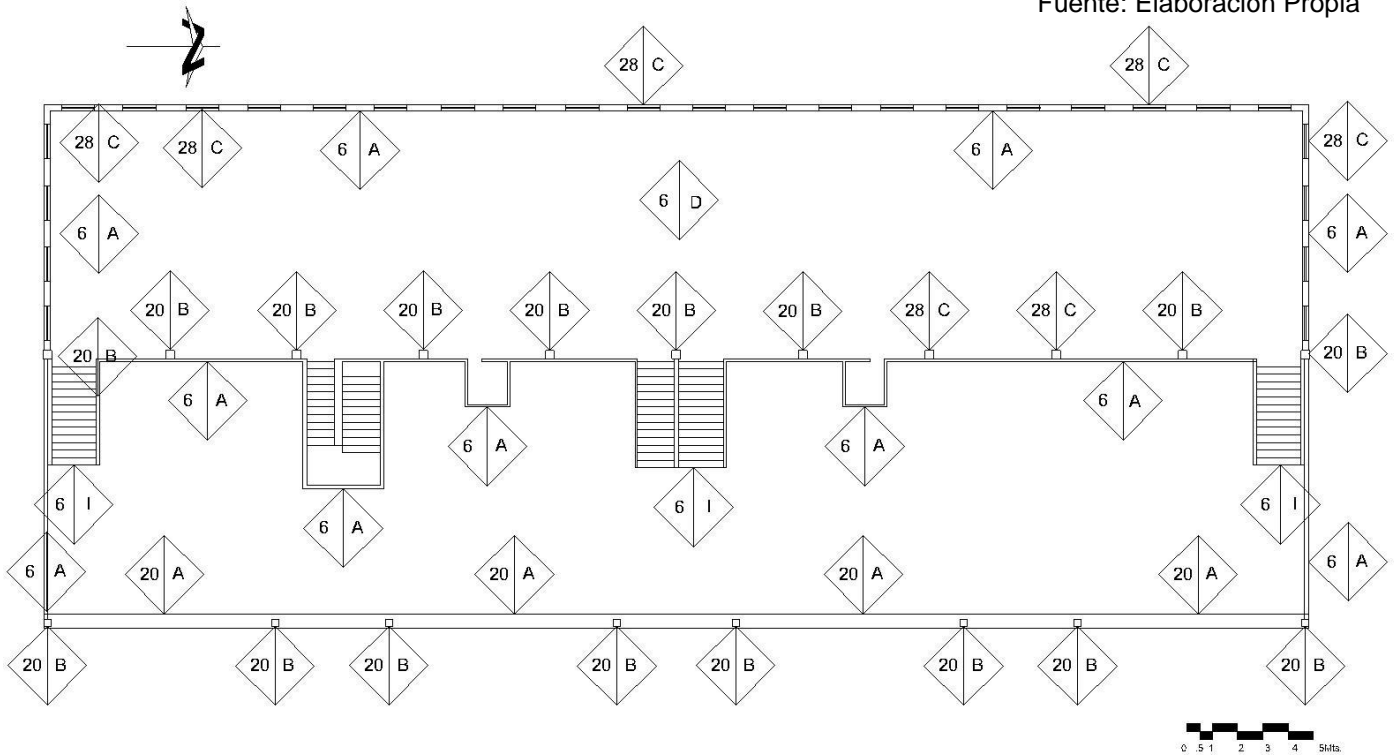 Fuente: Elaboración Propia
28 C 28 C
28 C 28 C 6 A 6 A 28 C
6 D
6 A 6 A
20 B 20 B 20 B 20 B 20 B 20 B 28 C 28 C 20 B
20 B 20 B
6 A 6 A
6 A 6 A
6 I 6 A 6 I 6 I
6 A 20 A 20 A 20 A 20 A 6 A
20 B 20 B 20 B 20 B 20 B 20 B 20 B 20 B
0 .5 1 2 3 4 5Mts.